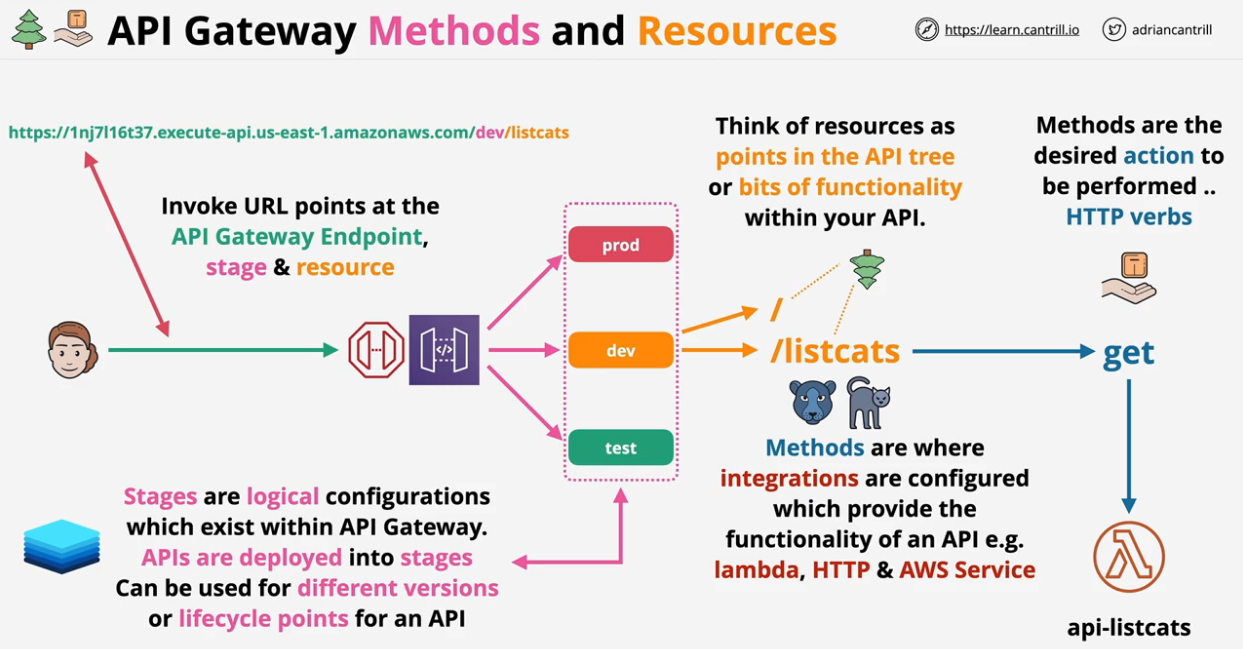 API Gateway Methods and Resources
https://learn.cantrill.io
adriancantrill
https://1nj7l16t37.execute-api.us-east-1.amazonaws.com/dev/listcats
Invoke URL points at the
API Gateway Endpoint,
stage & resource
Think of resources as
points in the API tree
or bits of functionality
within your API.
Methods are the
desired action to
be performed ..
HTTP verbs
prod
dev
test
/
/listcats
get
</>
Methods are where
integrations are configured
which provide the
functionality of an API e.g.
lambda, HTTP & AWS Service
Stages are logical configurations
which exist within API Gateway.
APIs are deployed into stages
Can be used for different versions
or lifecycle points for an API
api-listcats